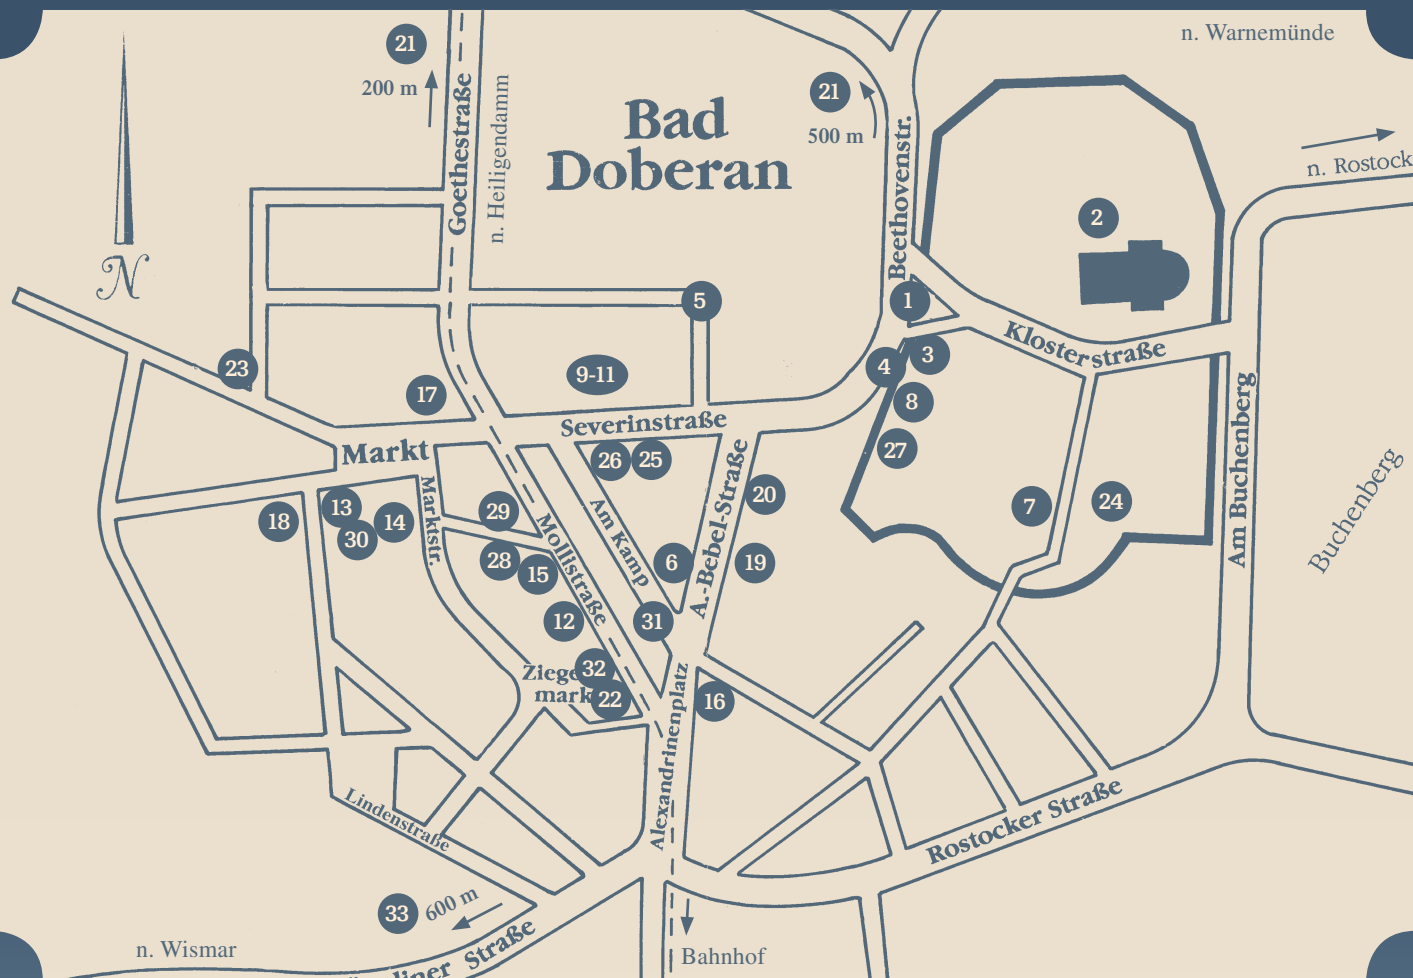 n. Warnemünde
21
200 m
Goethestraße
n. Heiligendamm
Bad
Doberan
21
500 m
Beethovenstr.
n. Rostock
2
N
5
1
Klosterstraße
23
17
9-11
4
3
8
Severinstraße
Markt
26
25
27
Am Buchenberg
Buchenberg
Marktstr.
A.-Bebel-Straße
20
13
14
30
18
29
Mollistraße
Am Kamp
7
24
28
15
6
19
12
31
32
22
16
Alexandrinenplatz
Lindenstraße
Rostocker Straße
33
600 m
Straße
n. Wismar
Bahnhof